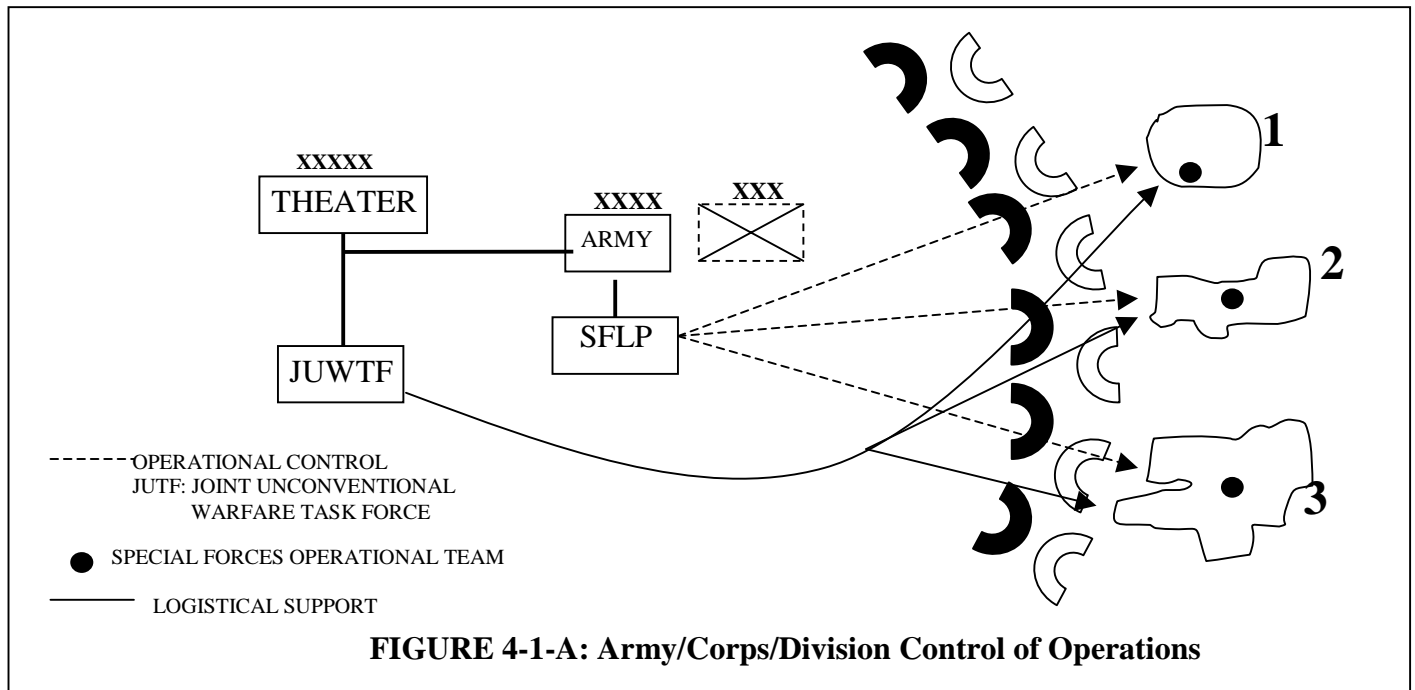 XXXXX
THEATER
XXXX
ARMY
XXX
SFLP
JUWTF
1
2
3
OPERATIONAL CONTROL
JUTF: JOINT UNCONVENTIONAL
WARFARE TASK FORCE
SPECIAL FORCES OPERATIONAL TEAM
LOGISTICAL SUPPORT
FIGURE 4-1-A: Army/Corps/Division Control of Operations